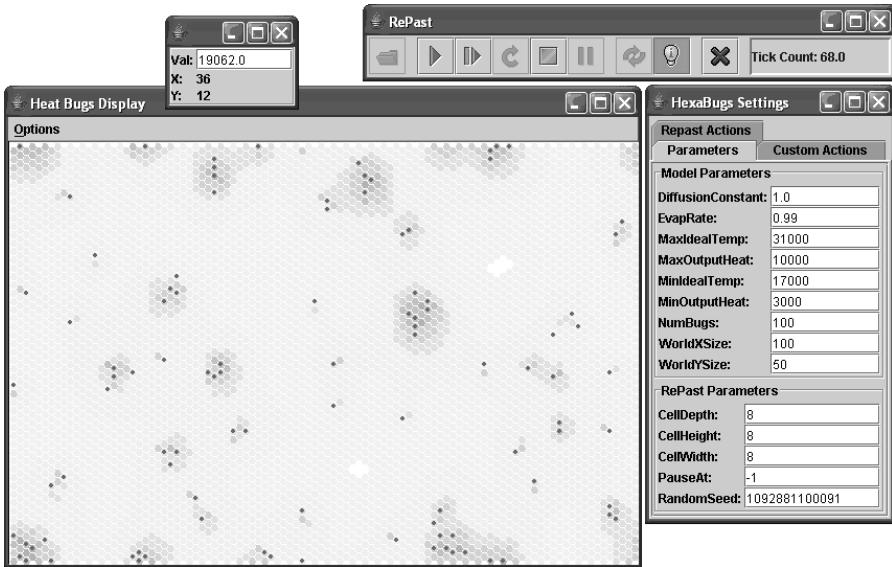 RePast
Tick Count: 68.0
Val: 19062.0
X: 36
Y: 12
Heat Bugs Display
Options
HexaBugs Settings
Repast Actions
Parameters
Custom Actions
Model Parameters
DiffusionConstant: 1.0
EvapRate: 0.99
MaxIdealTemp: 31000
MaxOutputHeat: 10000
MinIdealTemp: 17000
MinOutputHeat: 3000
NumBugs: 100
WorldXSize: 100
WorldYSize: 50
RePast Parameters
CellDepth: 8
CellHeight: 8
CellWidth: 8
PauseAt: -1
RandomSeed: 1092881100091